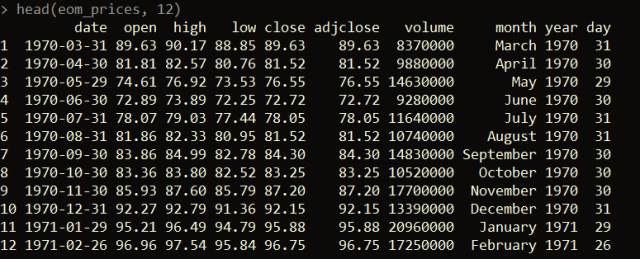 > head(eom_prices, 12)
date open high low close adjclose volume month year day
1 1970-03-31 89.63 90.17 88.85 89.63 89.63 8370000 March 1970 31
2 1970-04-30 81.81 82.57 80.76 81.52 81.52 9880000 April 1970 30
3 1970-05-29 74.61 76.92 73.53 76.55 76.55 14630000 May 1970 29
4 1970-06-30 72.89 73.89 72.25 72.72 72.72 9280000 June 1970 30
5 1970-07-31 78.07 79.03 77.44 78.05 78.05 11640000 July 1970 31
6 1970-08-31 81.86 82.33 80.95 81.52 81.52 10740000 August 1970 31
7 1970-09-30 83.86 84.99 82.78 84.30 84.30 14830000 September 1970 30
8 1970-10-30 83.36 83.80 82.52 83.25 83.25 10520000 October 1970 30
9 1970-11-30 85.93 87.60 85.79 87.20 87.20 17700000 November 1970 30
10 1970-12-31 92.27 92.79 91.36 92.15 92.15 13390000 December 1970 31
11 1971-01-29 95.21 96.49 94.79 95.88 95.88 20960000 January 1971 29
12 1971-02-26 96.96 97.54 95.84 96.75 96.75 17250000 February 1971 26